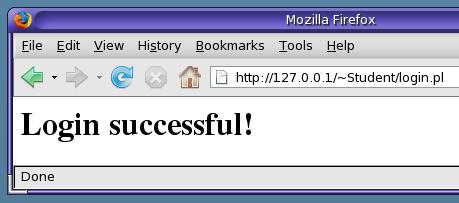 Mozilla Firefox
File Edit View History Bookmarks Tools Help
http://127.0.0.1/~Student/login.pl
Login successful!
Done